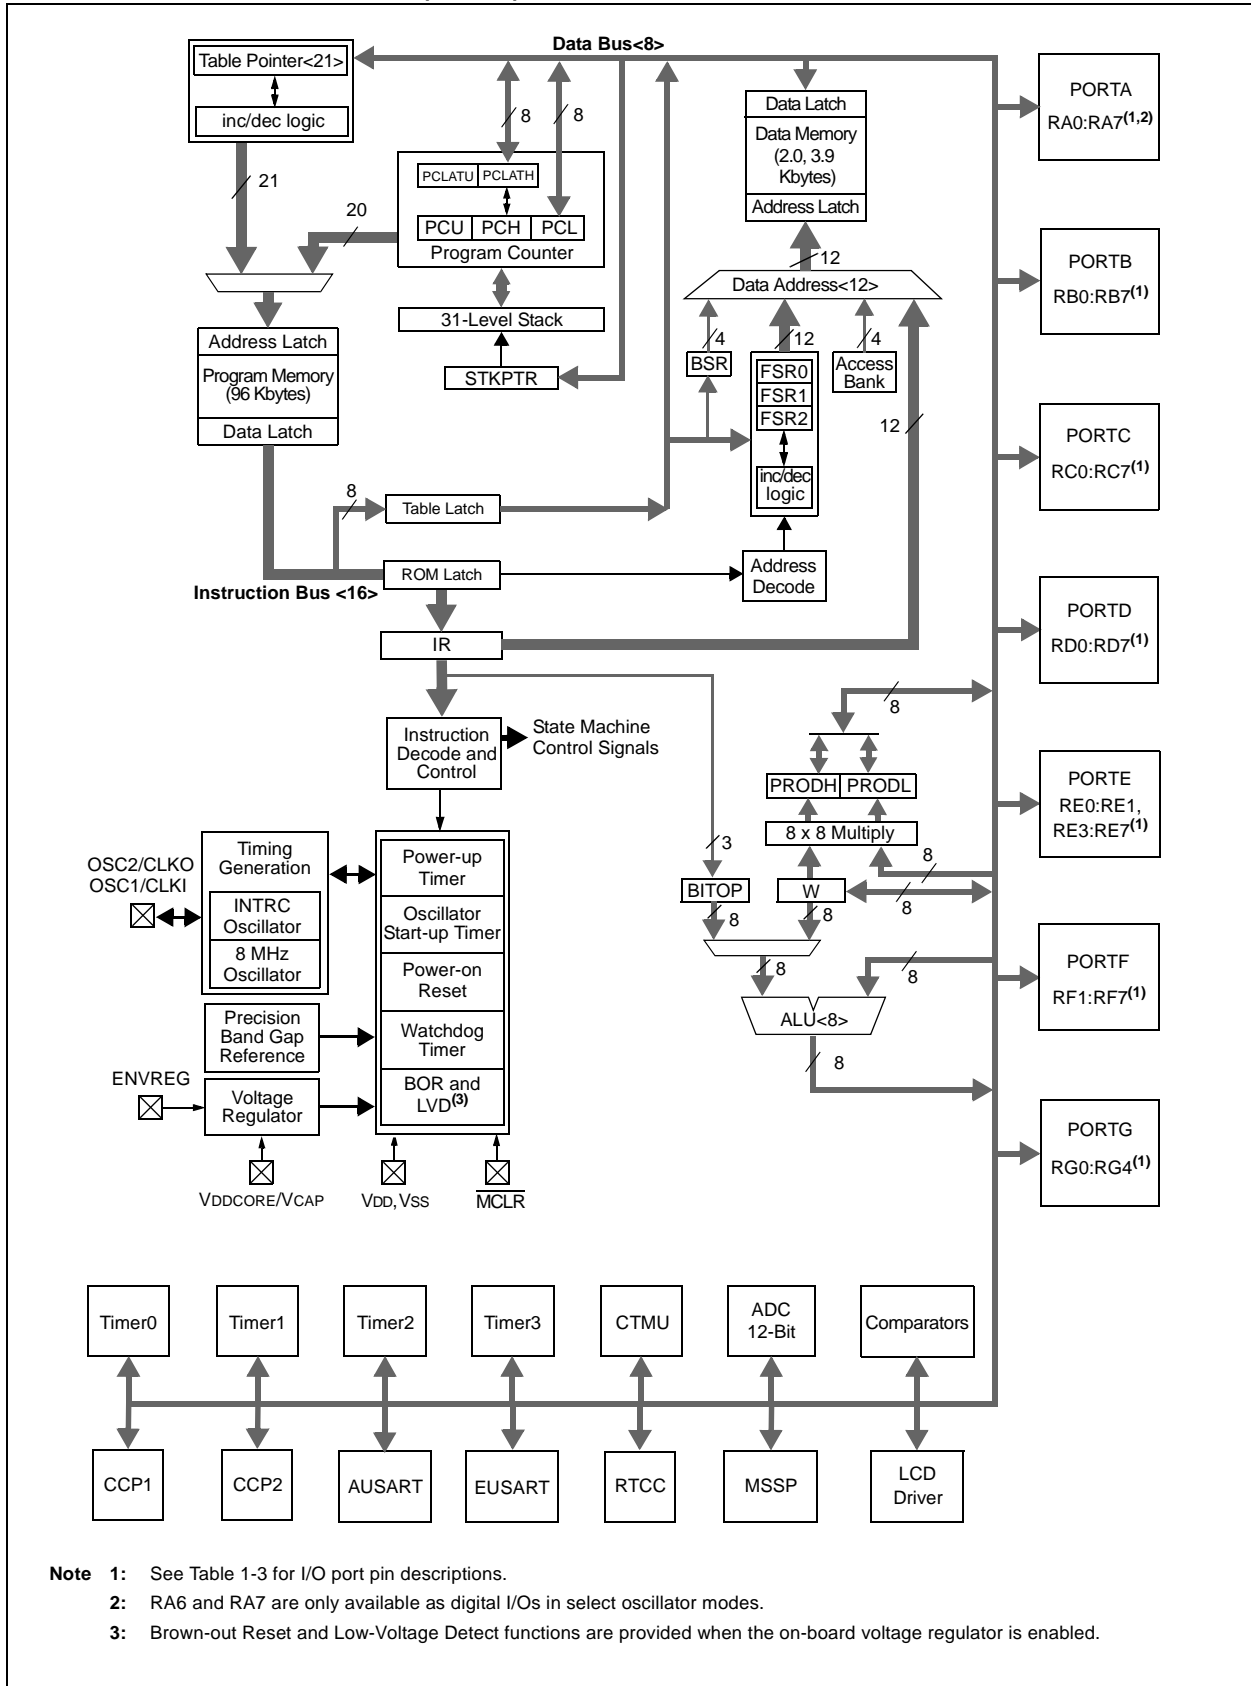 Data Bus<8>
Table Pointer<21>
inc/dec logic
21
20
8
8
PCLATU PCLATH
PCU PCH PCL
Program Counter
31-Level Stack
STKPTR
Address Latch
Program Memory
(96 Kbytes)
Data Latch
8
Table Latch
ROM Latch
Instruction Bus <16>
IR
Data Latch
Data Memory
(2.0, 3.9
Kbytes)
Address Latch
12
Data Address<12>
4
12
4
BSR
FSR0
FSR1
FSR2
inc/dec
logic
Access
Bank
12
Address
Decode
Instruction
Decode and
Control
State Machine
Control Signals
8
PRODH PRODL
8 x 8 Multiply
3
8
BITOP
W
8
8
8
8
8
ALU<8>
8
OSC2/CLKO
OSC1/CLKI
Timing
Generation
INTRC
Oscillator
8 MHz
Oscillator
Precision
Band Gap
Reference
ENVREG
Voltage
Regulator
VDDCORE/VCAP
Power-up
Timer
Oscillator
Start-up Timer
Power-on
Reset
Watchdog
Timer
BOR and
LVD(3)
VDD, VSS
MCLR
PORTA
RA0:RA7(1,2)
PORTB
RB0:RB7(1)
PORTC
RC0:RC7(1)
PORTD
RD0:RD7(1)
PORTE
RE0:RE1,
RE3:RE7(1)
PORTF
RF1:RF7(1)
PORTG
RG0:RG4(1)
Timer0
Timer1
Timer2
Timer3
CTMU
ADC
12-Bit
Comparators
CCP1
CCP2
AUSART
EUSART
RTCC
MSSP
LCD
Driver
Note 1: See Table 1-3 for I/O port pin descriptions.
2: RA6 and RA7 are only available as digital I/Os in select oscillator modes.
3: Brown-out Reset and Low-Voltage Detect functions are provided when the on-board voltage regulator is enabled.